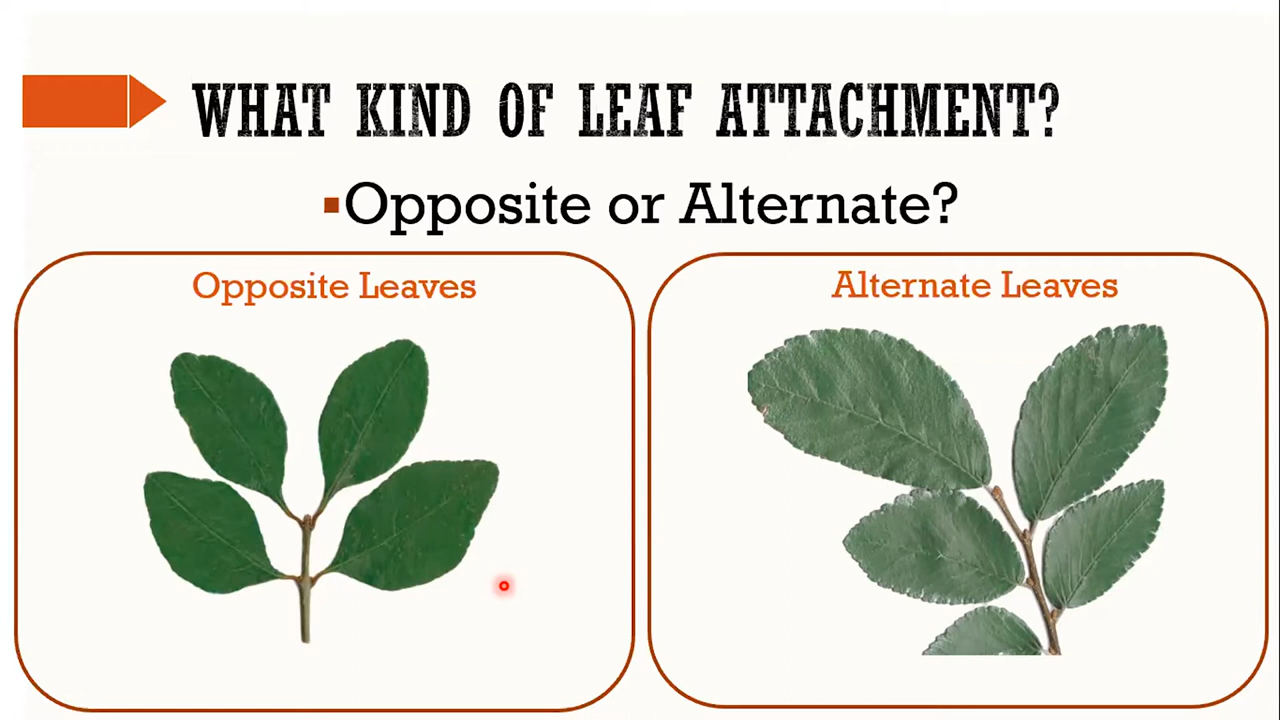 WHAT KIND OF LEAF ATTACHMENT?
▪Opposite or Alternate?
Opposite Leaves
Alternate Leaves